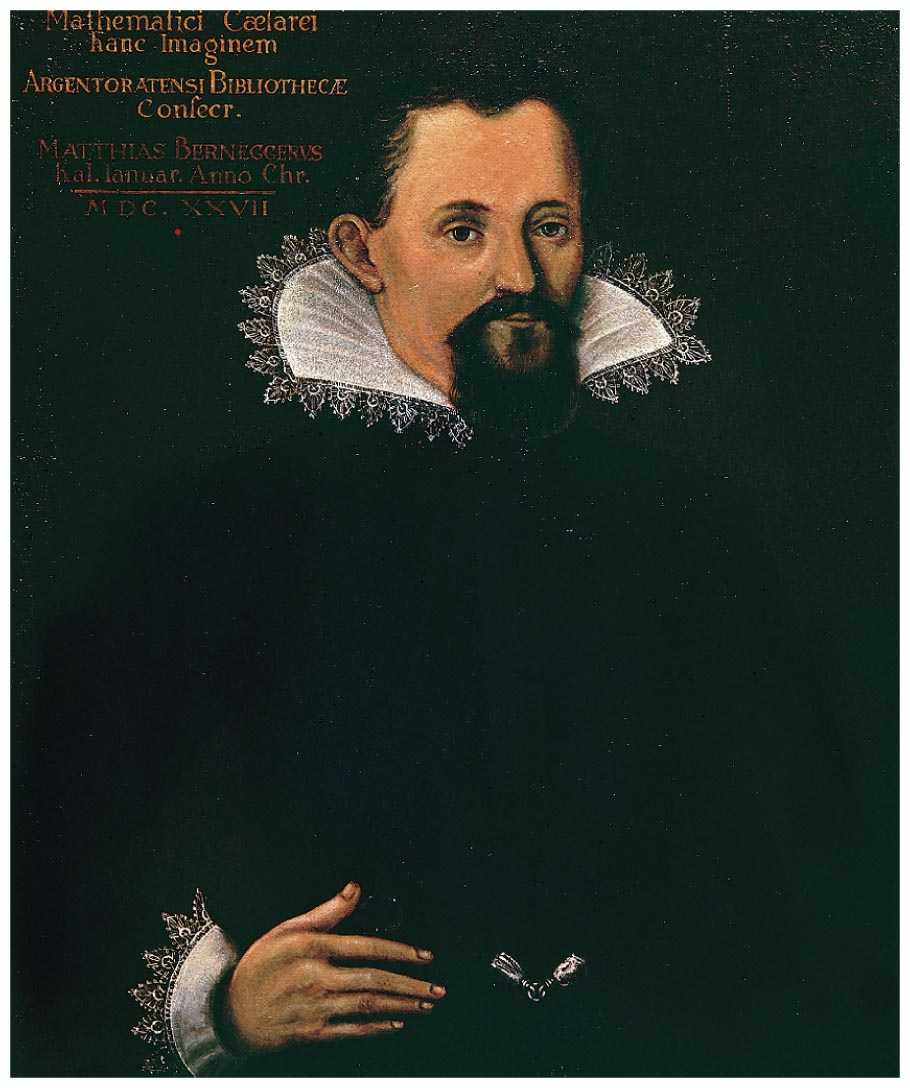 Mathematici Cæſarei
hanc Imaginem
ARGENTORATENSI BIBLIOTHECÆ
Conſecr.
MATTHIAS BERNEGGERVS
Kal. Ianuar. Anno Chr.
M DC. XXVII